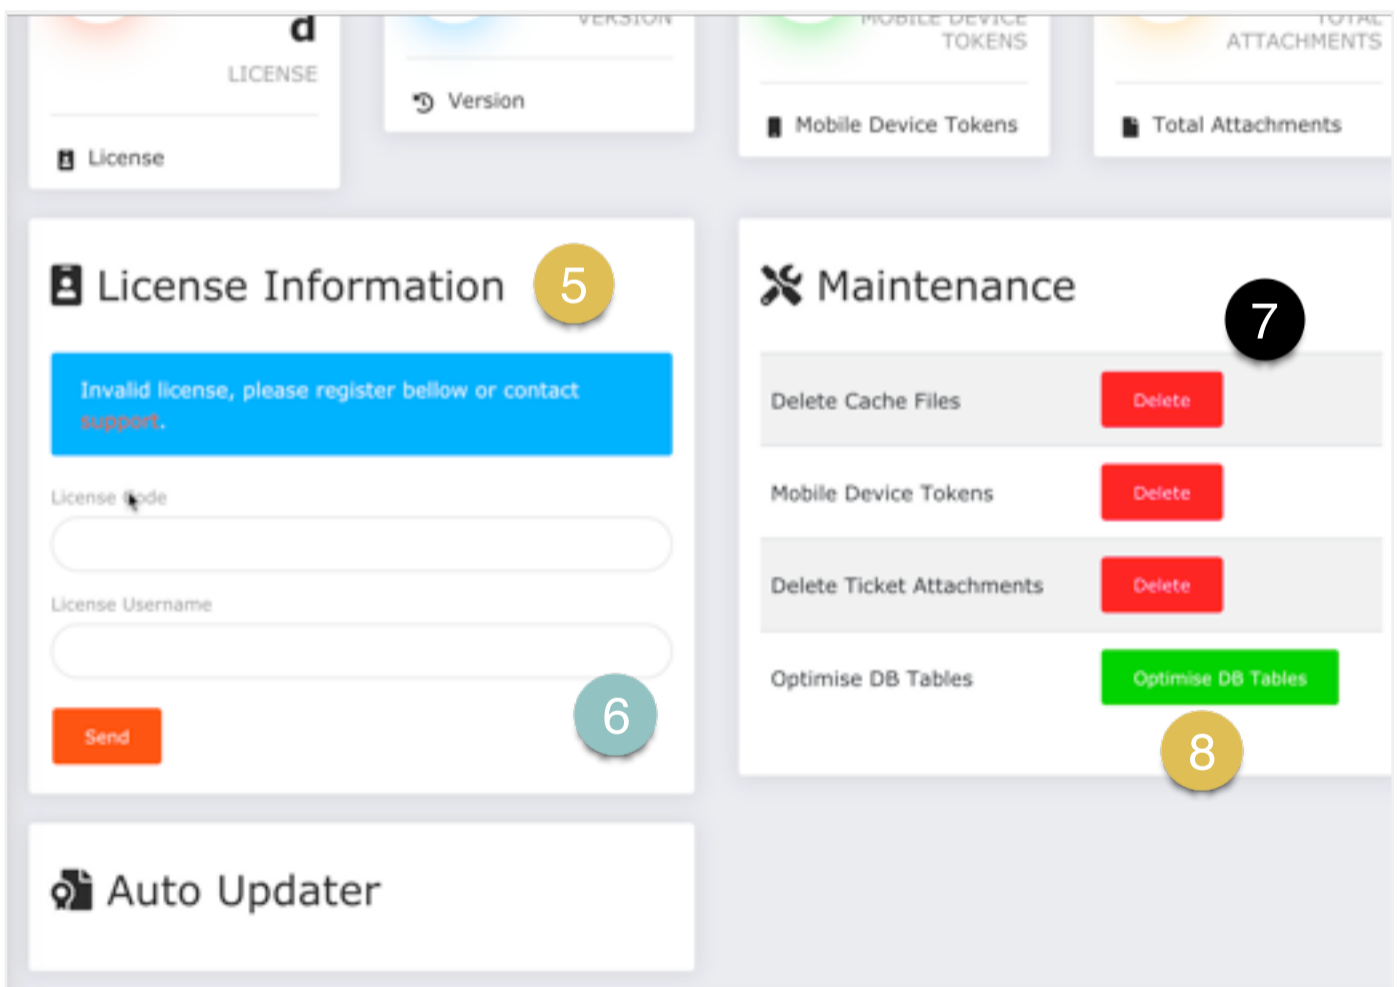 d
LICENSE
License
VERSION
Version
MOBILE DEVICE
TOKENS
Mobile Device Tokens
TOTAL
ATTACHMENTS
Total Attachments
License Information
5
Invalid license, please register bellow or contact
support.
License Code
License Username
6
Send
Maintenance
7
Delete Cache Files
Delete
Mobile Device Tokens
Delete
Delete Ticket Attachments
Delete
Optimise DB Tables
Optimise DB Tables
8
Auto Updater